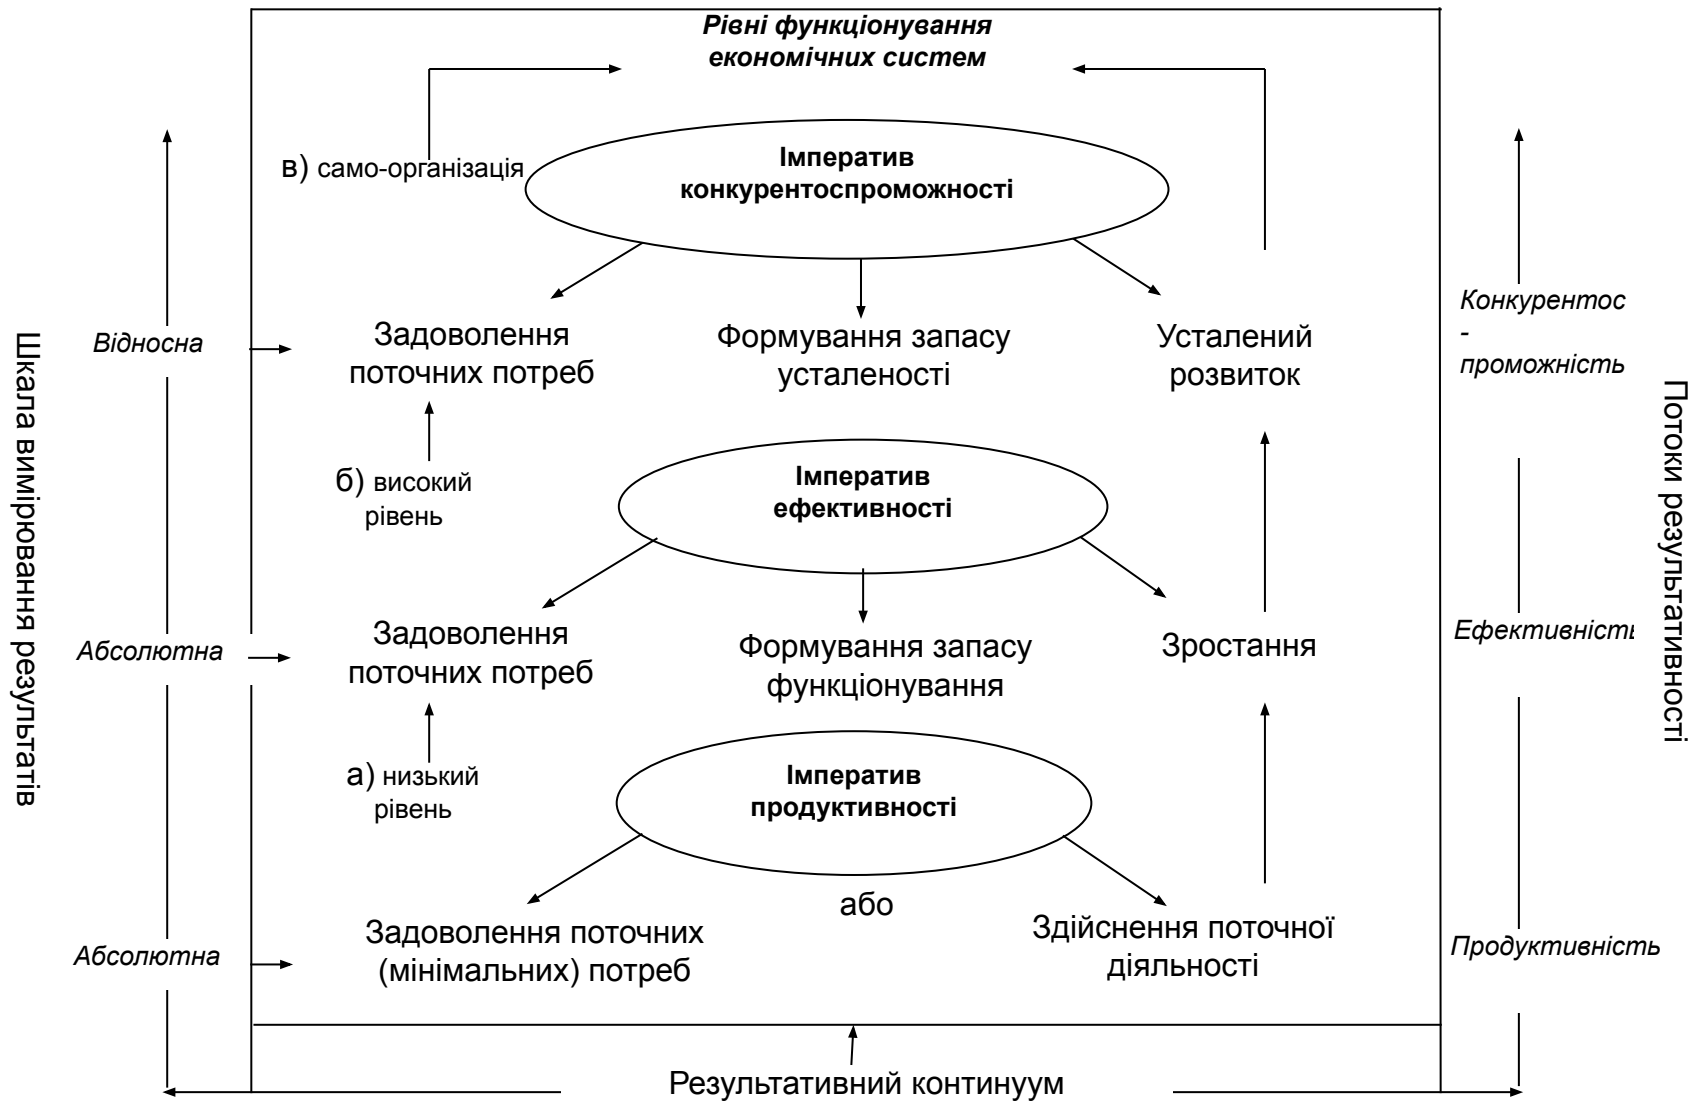 Рівні функціонування
економічних систем
в) само-організація
Імператив
конкурентоспроможності
Відносна
Задоволення
поточних потреб
Формування запасу
усталеності
Усталений
розвиток
Конкурентос
-
проможність
Шкала вимірювання результатів
Потоки результативності
б) високий
рівень
Імператив
ефективності
Абсолютна
Задоволення
поточних потреб
Формування запасу
функціонування
Зростання
Ефективність
а) низький
рівень
Імператив
продуктивності
або
Абсолютна
Задоволення поточних
(мінімальних) потреб
Здійснення поточної
діяльності
Продуктивність
Результативний континуум